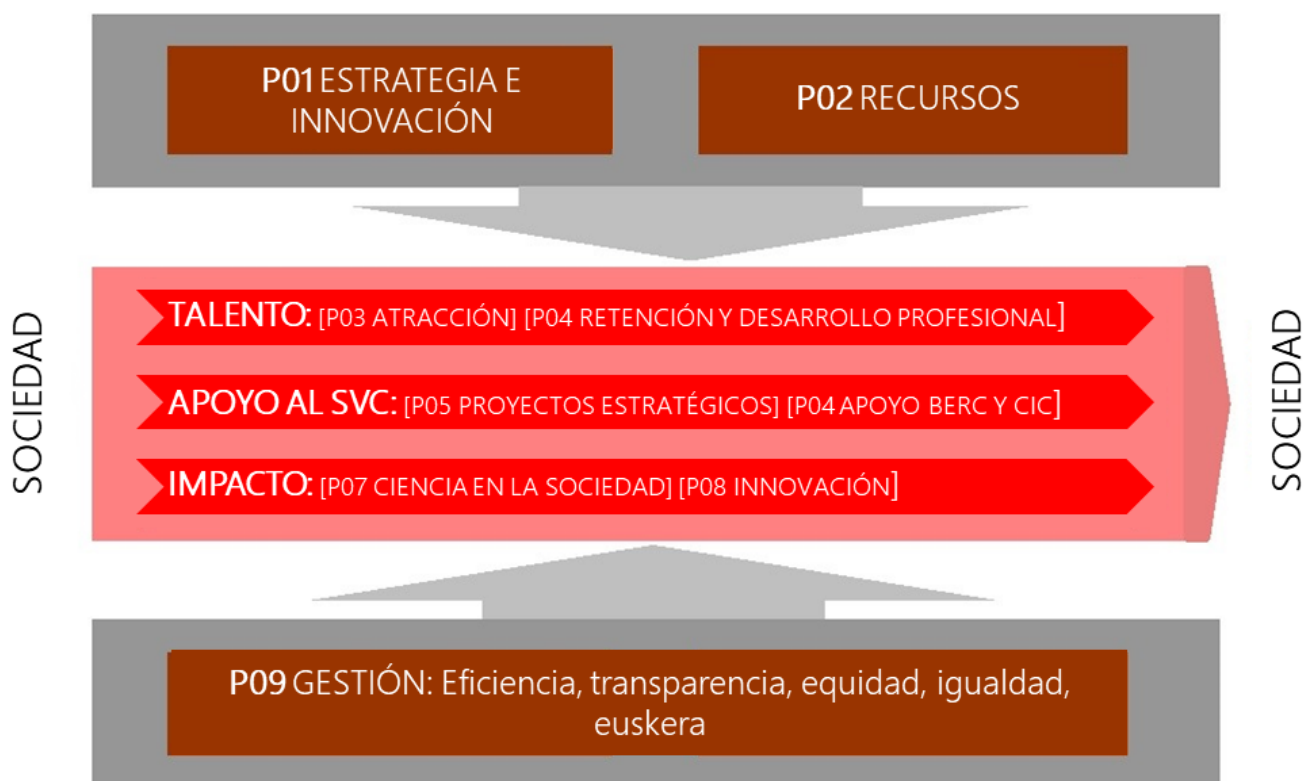 P01 ESTRATEGIA E
INNOVACIÓN
P02 RECURSOS
SOCIEDAD
TALENTO: [P03 ATRACCIÓN] [P04 RETENCIÓN Y DESARROLLO PROFESIONAL]
APOYO AL SVC: [P05 PROYECTOS ESTRATÉGICOS] [P04 APOYO BERC Y CIC]
IMPACTO: [P07 CIENCIA EN LA SOCIEDAD] [P08 INNOVACIÓN]
SOCIEDAD
P09 GESTIÓN: Eficiencia, transparencia, equidad, igualdad,
euskera